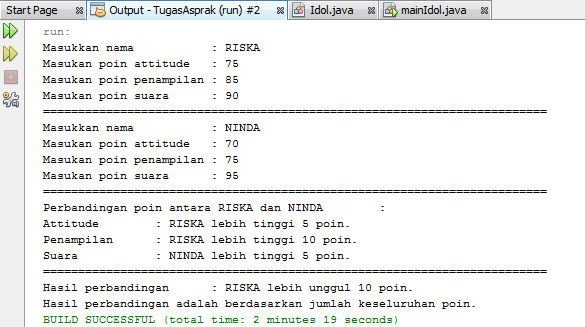 Start Page Output - TugasAsprak (run) #2 Idol.java mainIdol.java
run:
Masukkan nama : RISKA
Masukan poin attitude : 75
Masukan poin penampilan : 85
Masukan poin suara : 90
========================================================================
Masukkan nama : NINDA
Masukan poin attitude : 70
Masukan poin penampilan : 75
Masukan poin suara : 95
========================================================================
Perbandingan poin antara RISKA dan NINDA :
Attitude : RISKA lebih tinggi 5 poin.
Penampilan : RISKA lebih tinggi 10 poin.
Suara : NINDA lebih tinggi 5 poin.
========================================================================
Hasil perbandingan : RISKA lebih unggul 10 poin.
Hasil perbandingan adalah berdasarkan jumlah keseluruhan poin.
BUILD SUCCESSFUL (total time: 2 minutes 19 seconds)